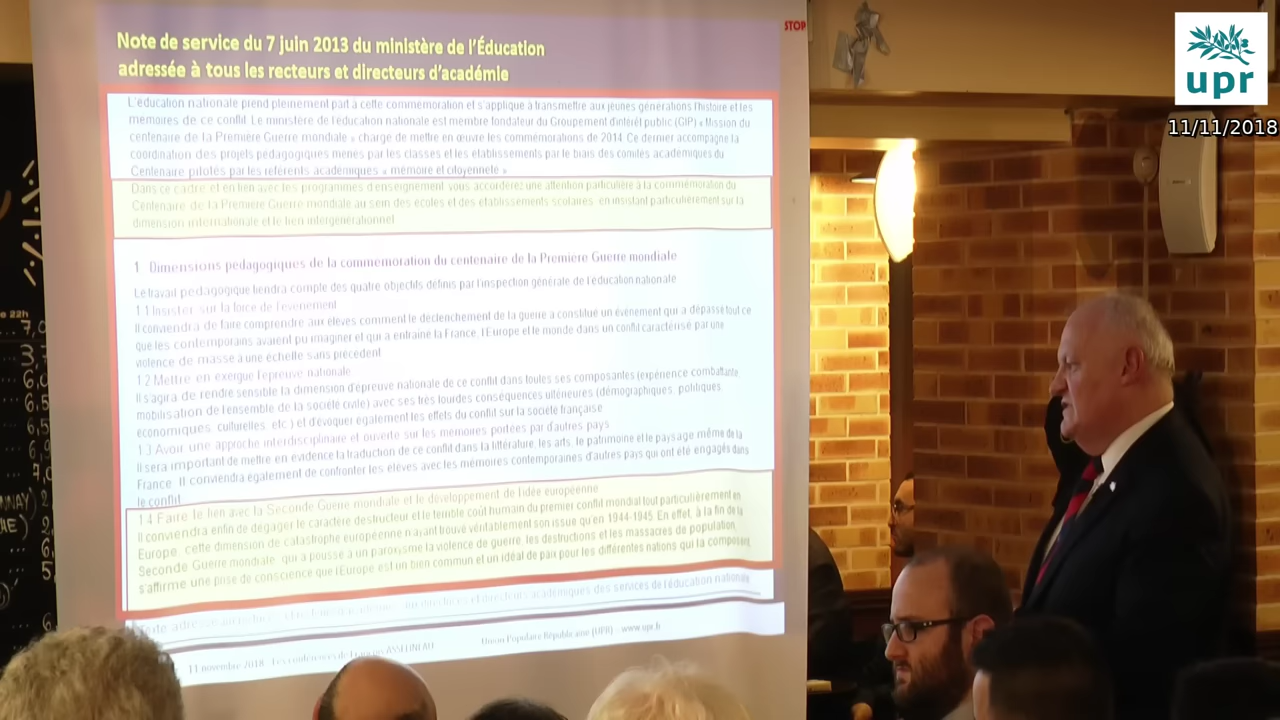 Note de service du 7 juin 2013 du ministère de l'Éducation
adressée à tous les recteurs et directeurs d'académie
STOP
upr
11/11/2018
L'éducation nationale prend pleinement part à cette commémoration et s'applique à transmettre aux jeunes générations l'histoire et les
mémoires de ce conflit. Le ministère de l'éducation nationale est membre fondateur du Groupement d'intérêt public (GIP) « Mission du
centenaire de la Première Guerre mondiale » chargé de mettre en œuvre les commémorations de 2014. Ce dernier accompagne la
coordination des projets pédagogiques menés par les classes et les établissements par le biais des comités académiques du
Centenaire pilotés par les référents académiques « mémoire et citoyenneté ».
Dans ce cadre et en lien avec les programmes d'enseignement, vous accorderez une attention particulière à la commémoration du
Centenaire de la Première Guerre mondiale au sein des écoles et des établissements scolaires, en insistant particulièrement sur la
dimension internationale et le lien intergénérationnel.
1 Dimensions pédagogiques de la commémoration du centenaire de la Première Guerre mondiale
Le travail pédagogique tiendra compte des quatre objectifs définis par l'inspection générale de l'éducation nationale
1.1 Insister sur la force de l'événement
Il conviendra de faire comprendre aux élèves comment le déclenchement de la guerre a constitué un événement qui a dépassé tout ce
que les contemporains avaient pu imaginer et qui a entraîné la France, l'Europe et le monde dans un conflit caractérisé par une
violence de masse à une échelle sans précédent.
1.2 Mettre en exergue l'épreuve nationale
Il s'agira de rendre sensible la dimension d'épreuve nationale de ce conflit dans toutes ses composantes (expérience combattante,
mobilisation de l'ensemble de la société civile) avec ses très lourdes conséquences ultérieures (démographiques, politiques,
économiques, culturelles, etc.) et d'évoquer également les effets du conflit sur la société française
1.3 Avoir une approche interdisciplinaire et ouverte sur les mémoires portées par d'autres pays
Il sera important de mettre en évidence la traduction de ce conflit dans la littérature, les arts, le patrimoine et le paysage même de la
France. Il conviendra également de confronter les élèves avec les mémoires contemporaines d'autres pays qui ont été engagés dans
le conflit.
1.4 Faire le lien avec la Seconde Guerre mondiale et le développement de l'idée européenne
Il conviendra enfin de dégager le caractère destructeur et le terrible coût humain du premier conflit mondial tout particulièrement en
Europe, cette dimension de catastrophe européenne n'ayant trouvé véritablement son issue qu'en 1944-1945. En effet, à la fin de la
Seconde Guerre mondiale, qui a poussé à un paroxysme la violence de guerre, les destructions et les massacres de population,
s'affirme une prise de conscience que l'Europe est un bien commun et un idéal de paix pour les différentes nations qui la composent.
directeurs académiques des services de l'éducation nationale
11 novembre 2018 Les conférences de François ASSELINEAU Union Populaire Républicaine (UPR) www.upr.fr